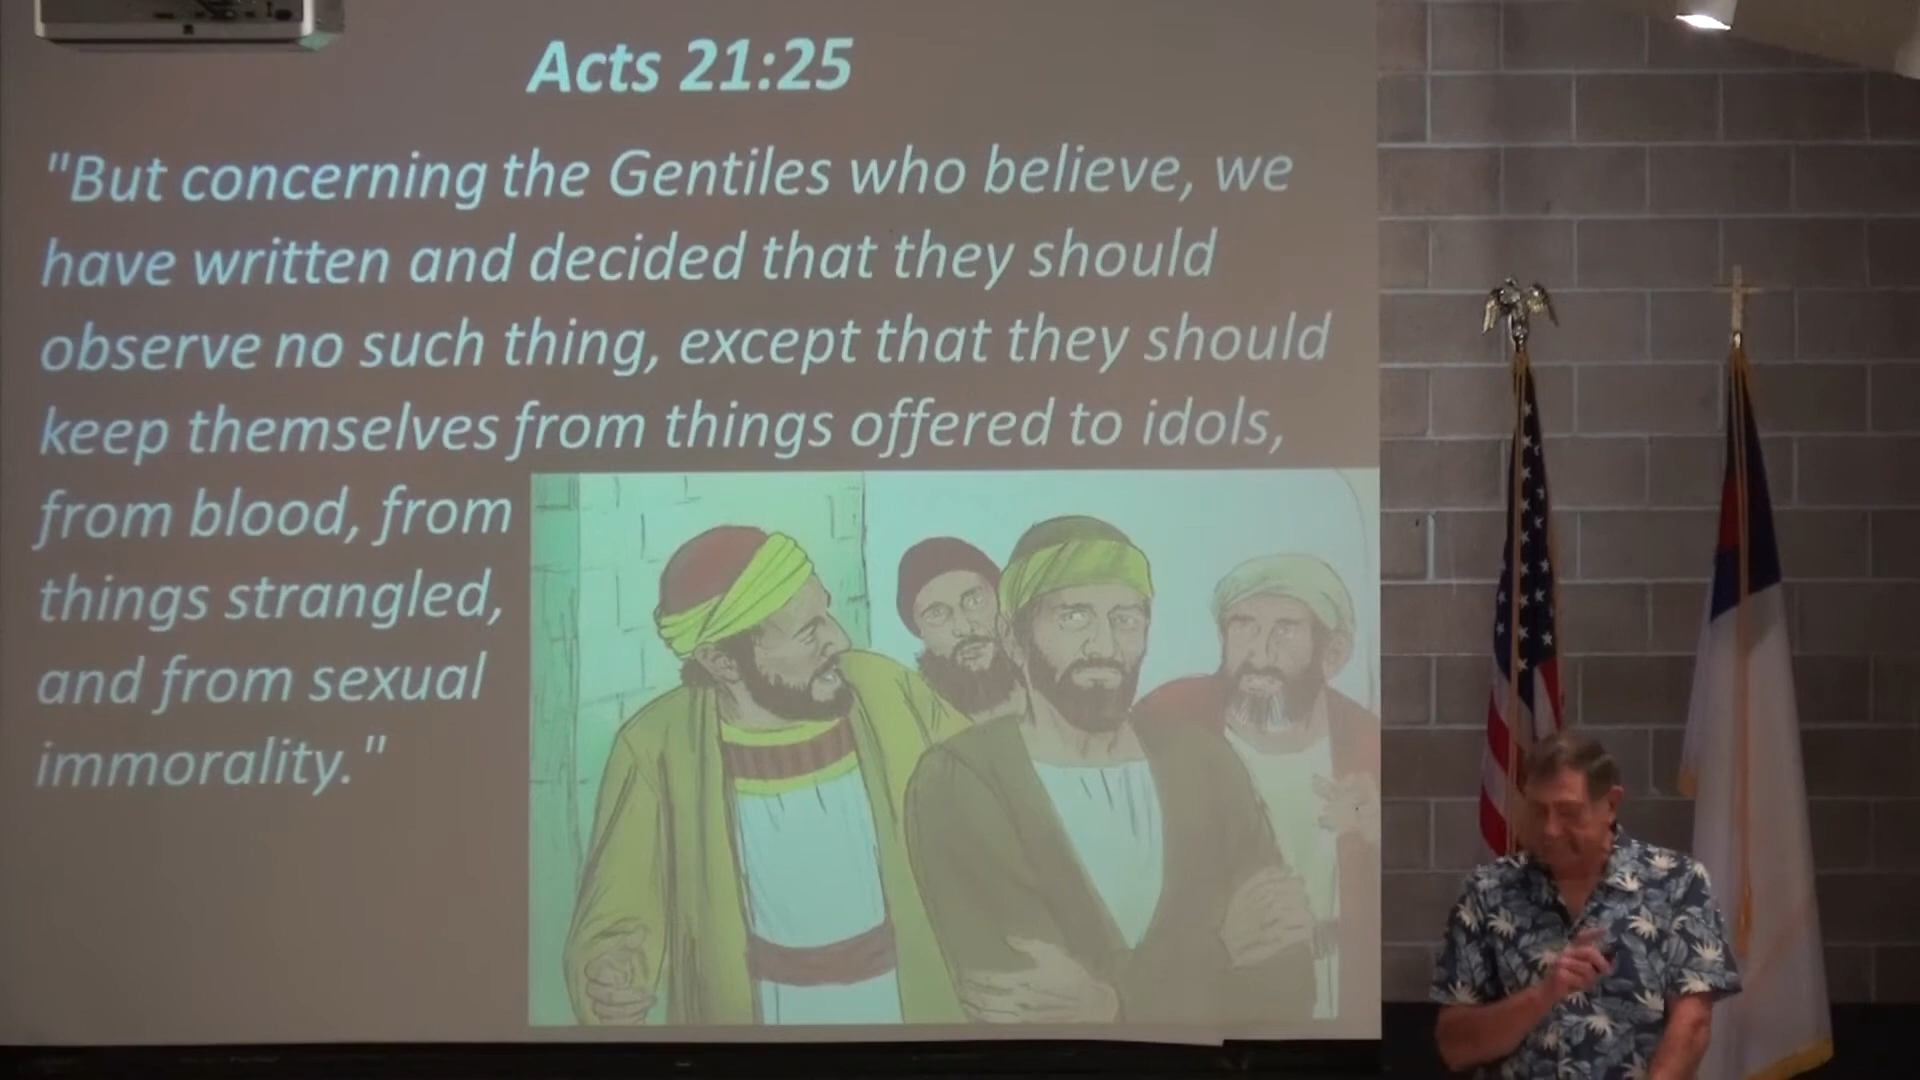 Acts 21:25
"But concerning the Gentiles who believe, we
have written and decided that they should
observe no such thing, except that they should
keep themselves from things offered to idols,
from blood, from
things strangled,
and from sexual
immorality."